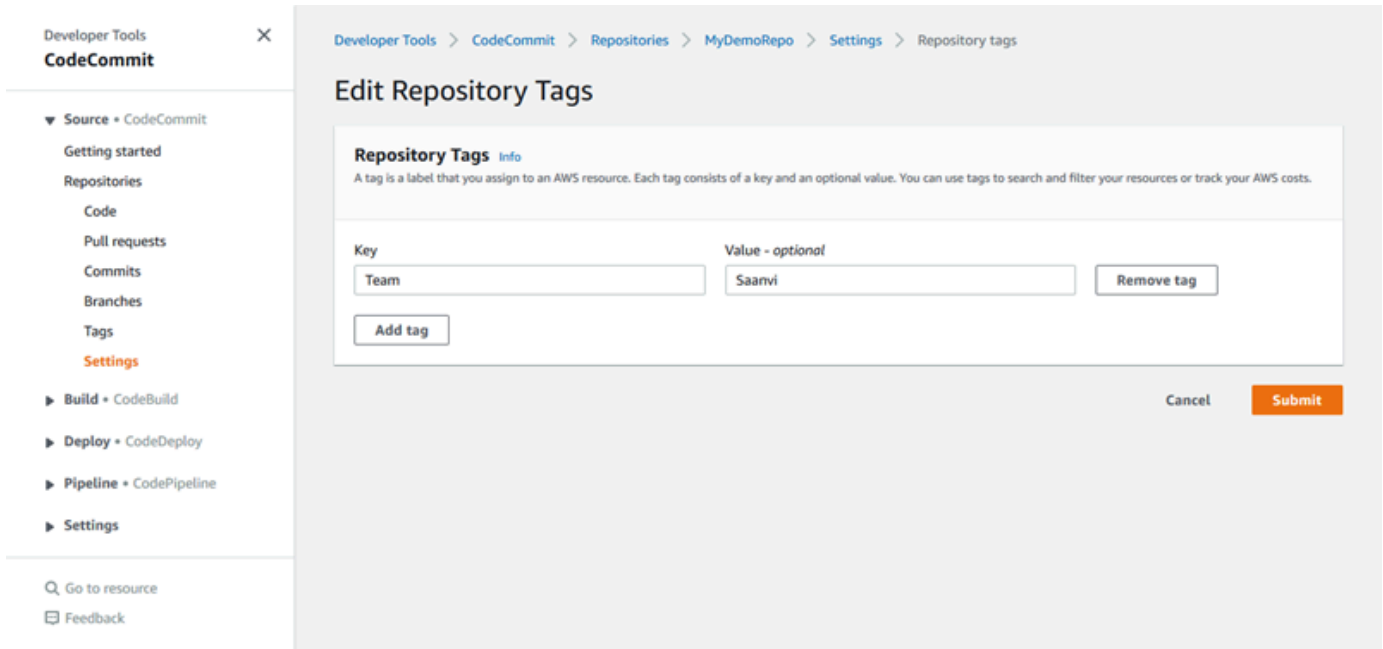 Developer Tools
CodeCommit
Source • CodeCommit
Getting started
Repositories
Code
Pull requests
Commits
Branches
Tags
Settings
Build • CodeBuild
Deploy • CodeDeploy
Pipeline • CodePipeline
Settings
Go to resource
Feedback
Developer Tools > CodeCommit > Repositories > MyDemoRepo > Settings > Repository tags
Edit Repository Tags
Repository Tags Info
A tag is a label that you assign to an AWS resource. Each tag consists of a key and an optional value. You can use tags to search and filter your resources or track your AWS costs.
Key Value - optional
Team Saanvi Remove tag
Add tag
Cancel Submit